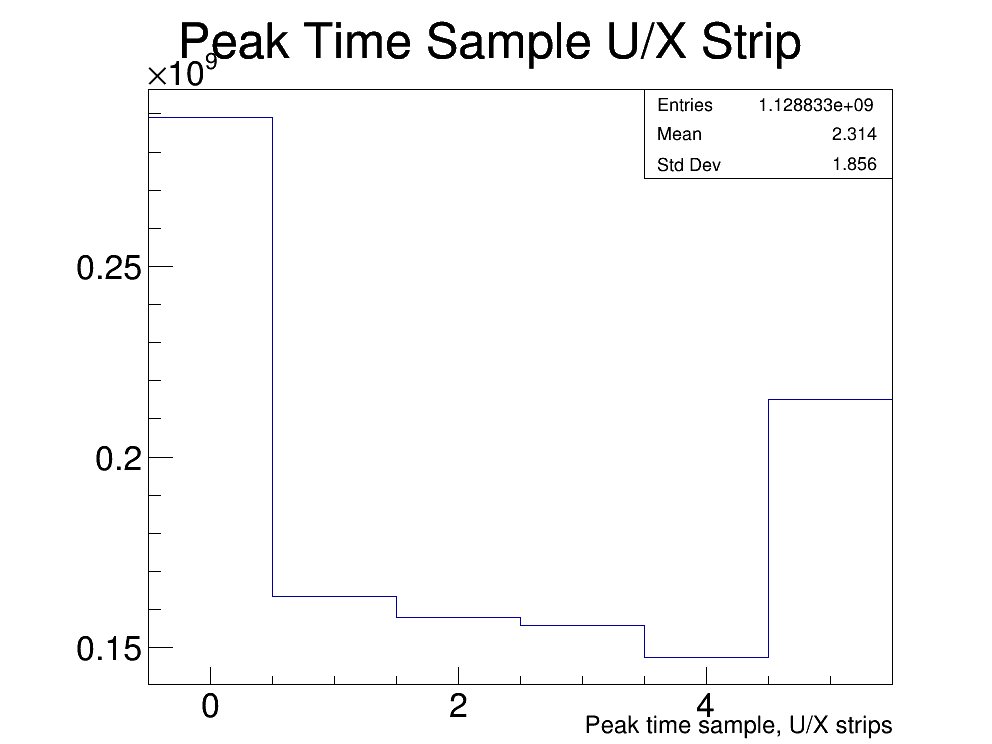 Peak Time Sample U/X Strip
×10⁹
Entries 1.128833e+09
Mean 2.314
Std Dev 1.856
0.25
0.2
0.15
0 2 4
Peak time sample, U/X strips